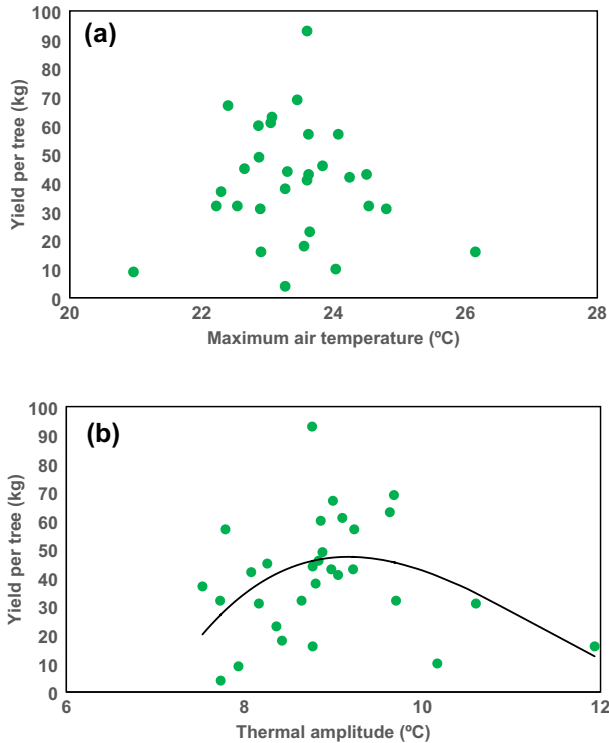 (a)
Yield per tree (kg)
100
90
80
70
60
50
40
30
20
10
0
20 22 24 26 28
Maximum air temperature (ºC)
(b)
Yield per tree (kg)
100
90
80
70
60
50
40
30
20
10
0
6 8 10 12
Thermal amplitude (ºC)